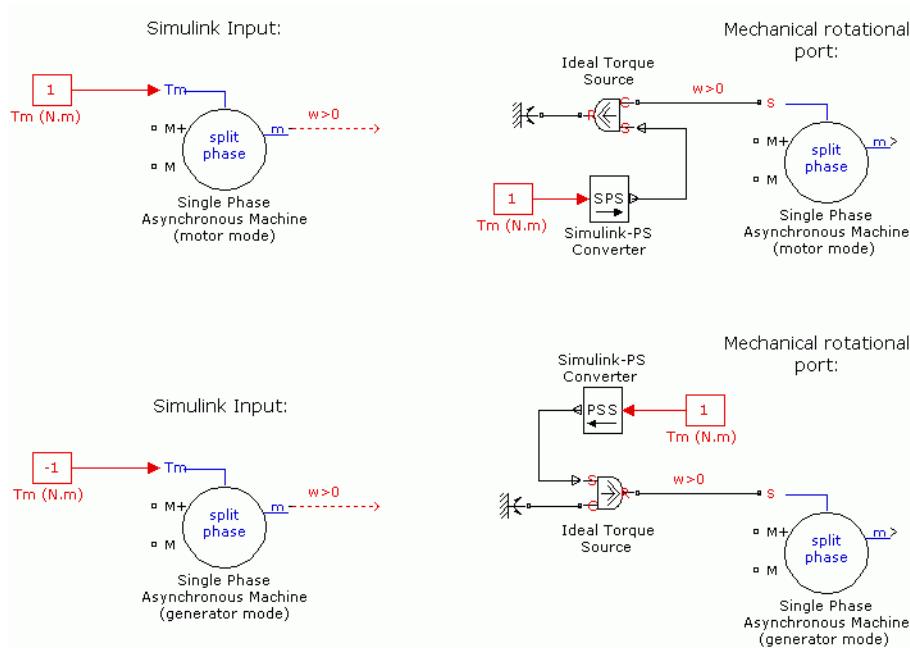 Simulink Input:
1
Tm (N.m)
Tm
M+
M
split
phase
m
w>0
Single Phase
Asynchronous Machine
(motor mode)
Mechanical rotational
port:
Ideal Torque
Source
R
C
S
w>0
S
1
Tm (N.m)
SPS
Simulink-PS
Converter
M+
M
split
phase
m
Single Phase
Asynchronous Machine
(motor mode)
Simulink Input:
-1
Tm (N.m)
Tm
M+
M
split
phase
m
w>0
Single Phase
Asynchronous Machine
(generator mode)
Mechanical rotational
port:
Simulink-PS
Converter
PSS
1
Tm (N.m)
S
C
R
w>0
S
Ideal Torque
Source
M+
M
split
phase
m
Single Phase
Asynchronous Machine
(generator mode)